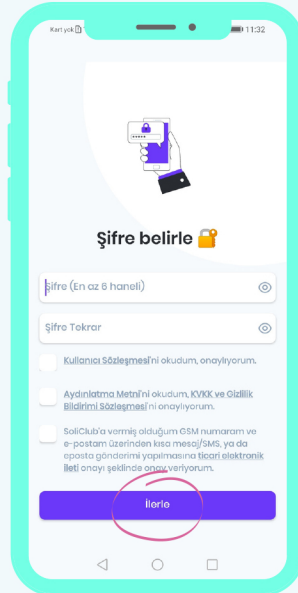 Kart yok
11:32
Şifre belirle
Şifre (En az 6 haneli)
Şifre Tekrar
Kullanıcı Sözleşmesi'ni okudum, onaylıyorum.
Aydınlatma Metni'ni okudum, KVKK ve Gizlilik
Bildirimi Sözleşmesi'ni onaylıyorum.
SoliClub'a vermiş olduğum GSM numaram ve
e-postam üzerinden kısa mesaj/SMS, ya da
eposta gönderimi yapılmasına ticari elektronik
ileti onayı şeklinde onay veriyorum.
İlerle